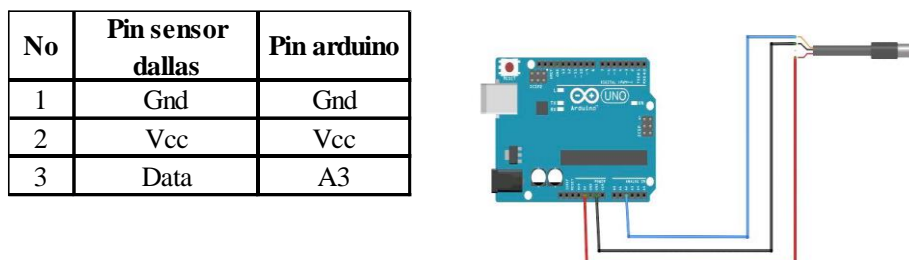 No Pin sensor dallas Pin arduino
1 Gnd Gnd
2 Vcc Vcc
3 Data A3
UNO
Arduino